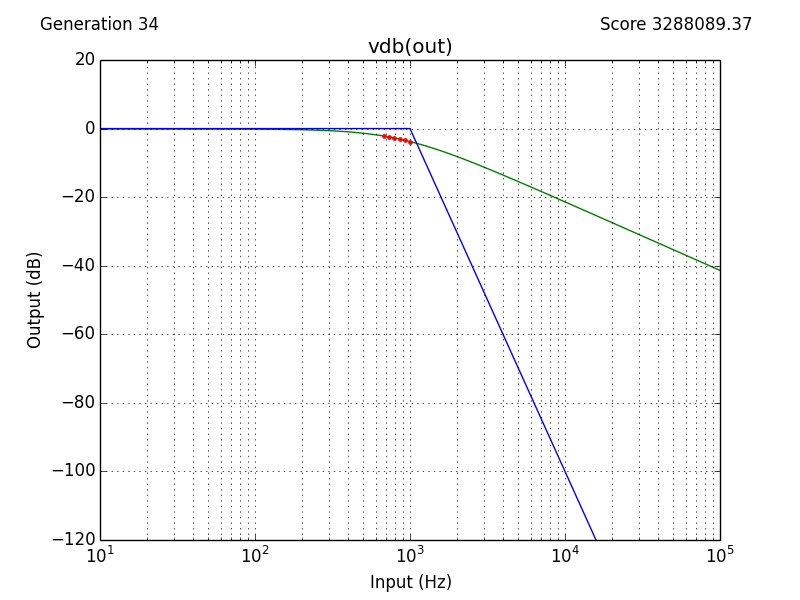 Generation 34
Score 3288089.37
vdb(out)
20
0
−20
−40
−60
−80
−100
−120
10¹
10²
10³
10⁴
10⁵
Output (dB)
Input (Hz)